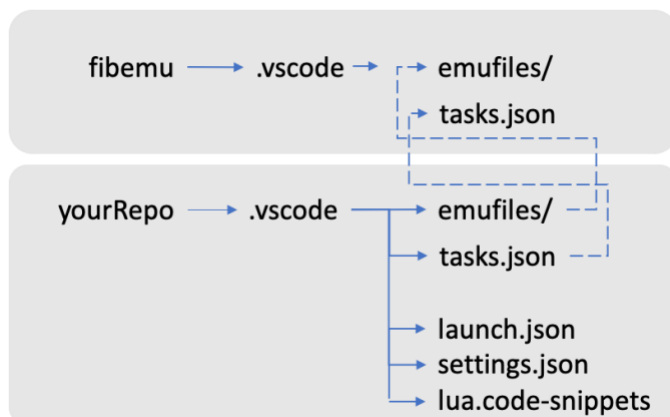 fibemu .vscode emufiles/
tasks.json
yourRepo .vscode emufiles/
tasks.json
launch.json
settings.json
lua.code-snippets